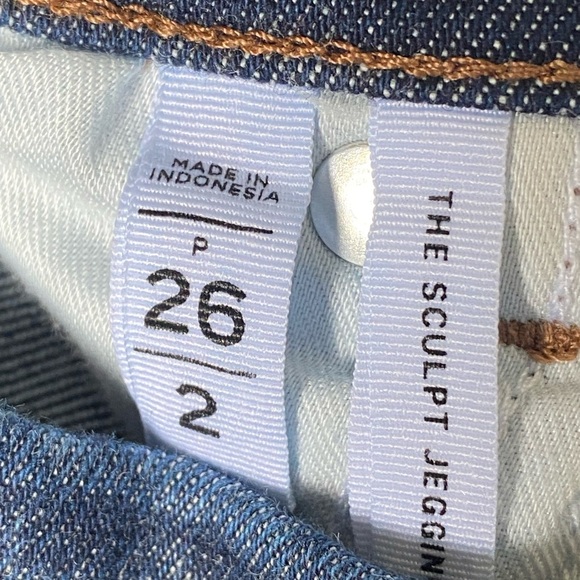 MADE IN
INDONESIA
P
26
2
THE SCULPT JEGGIN